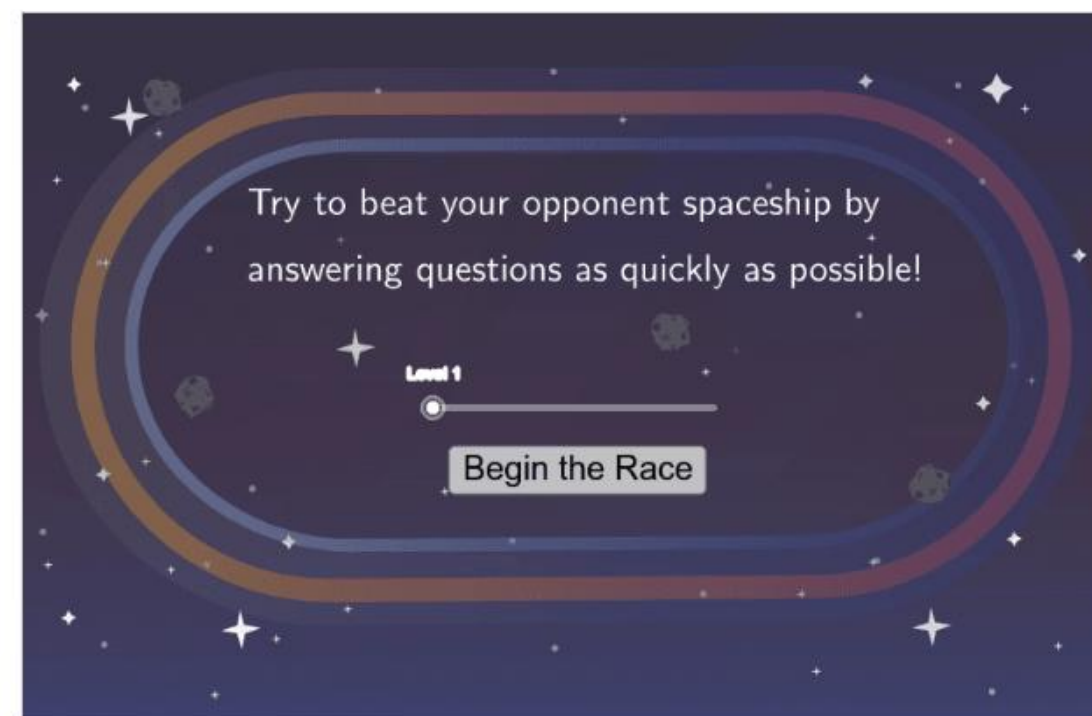 Try to beat your opponent spaceship by
answering questions as quickly as possible!
Level 1
Begin the Race